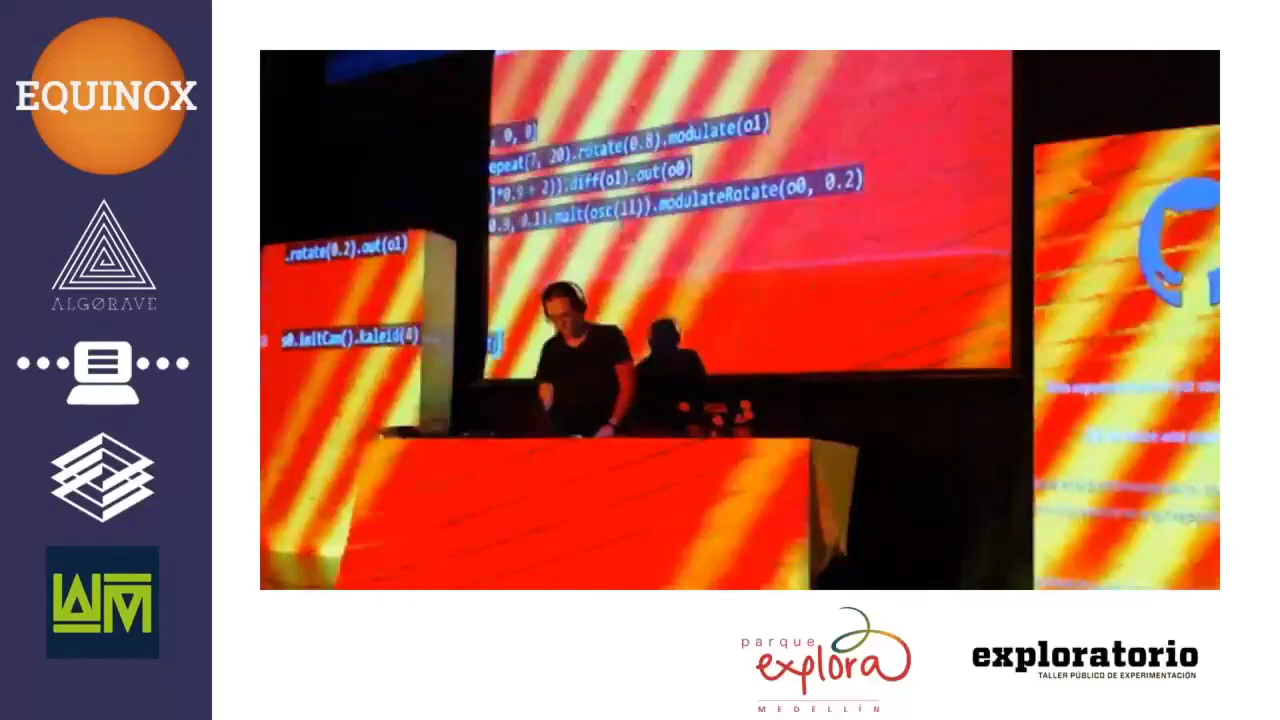 EQUINOX
ALGØRAVE
, 0, 0)
epeat(7, 20).rotate(0.8).modulate(o1)
]*0.9 + 2)).diff(o1).out(o0)
0.3, 0.1).mult(osc(11)).modulateRotate(o0, 0.2)
.rotate(0.2).out(o1)
s0.initCam().kaleid(4)
parque
explora
MEDELLÍN
exploratorio
TALLER PÚBLICO DE EXPERIMENTACIÓN